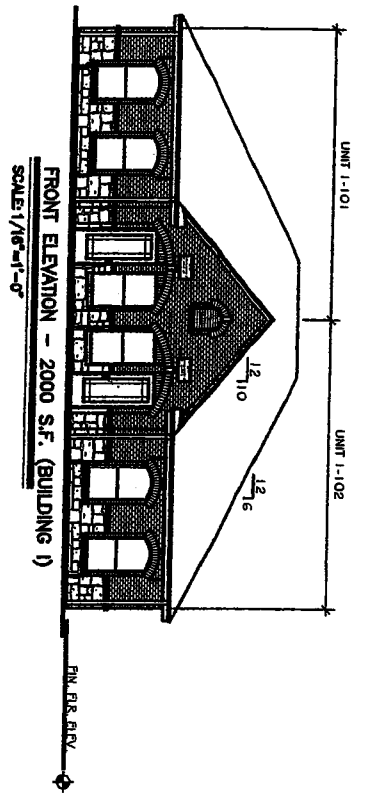 UNIT 1-101
UNIT 1-102
12
10
12
6
FIN. FLR. ELEV.
FRONT ELEVATION - 2000 S.F. (BUILDING 1)
SCALE: 1/16"=1'-0"